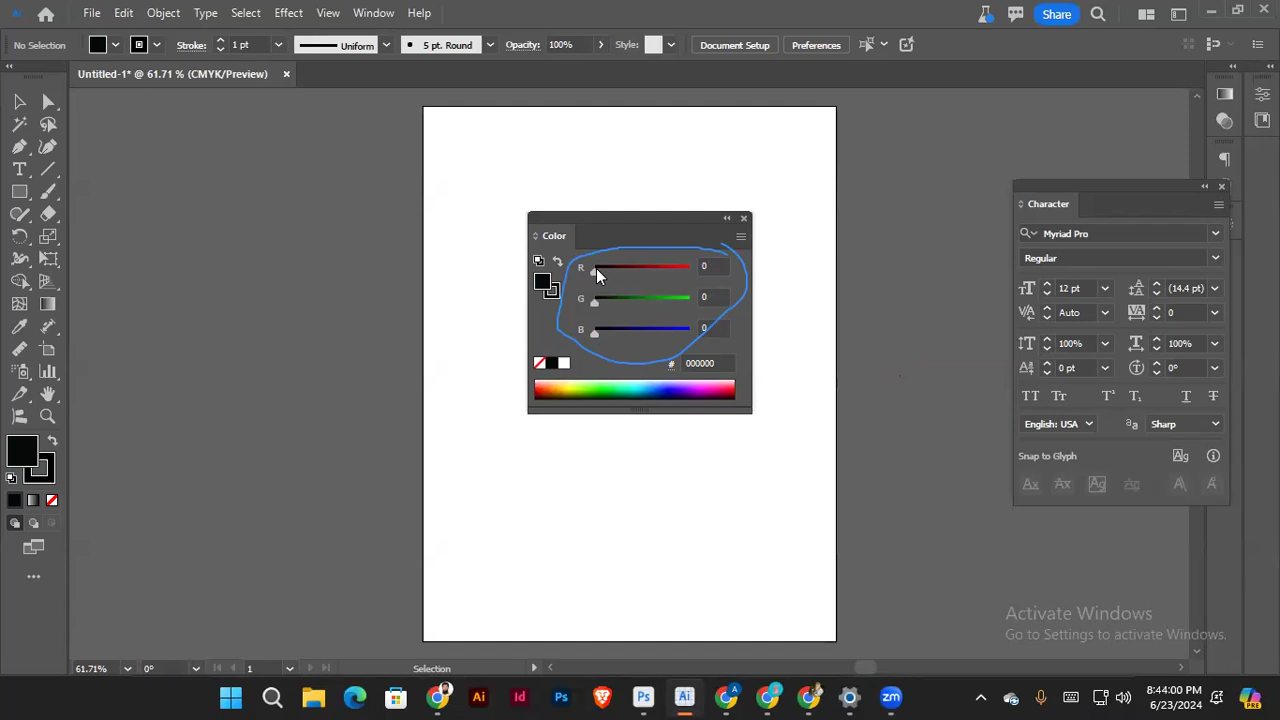 File Edit Object Type Select Effect View Window Help
Share
No Selection Stroke: 1 pt Uniform 5 pt. Round Opacity: 100% Style: Document Setup Preferences
Untitled-1* @ 61.71 % (CMYK/Preview)
Color
R 0
G 0
B 0
# 000000
Character
Myriad Pro
Regular
12 pt (14.4 pt)
Auto 0
100% 100%
0 pt 0°
English: USA Sharp
Snap to Glyph
Activate Windows
Go to Settings to activate Windows.
61.71% 0° 1 Selection
8:44:00 PM
6/23/2024